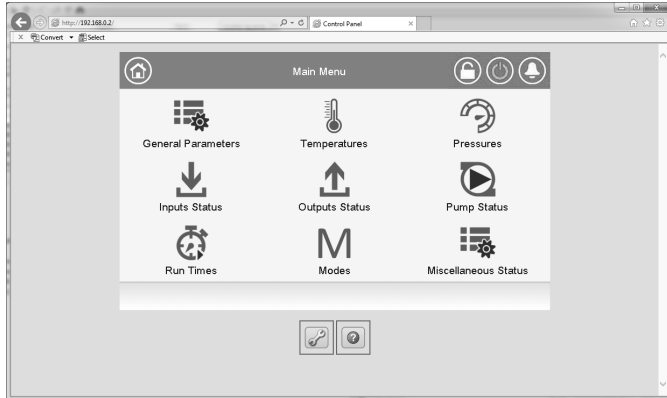 http://192.168.0.2/
Control Panel
Convert
Select
Main Menu
General Parameters
Temperatures
Pressures
Inputs Status
Outputs Status
Pump Status
Run Times
M
Modes
Miscellaneous Status